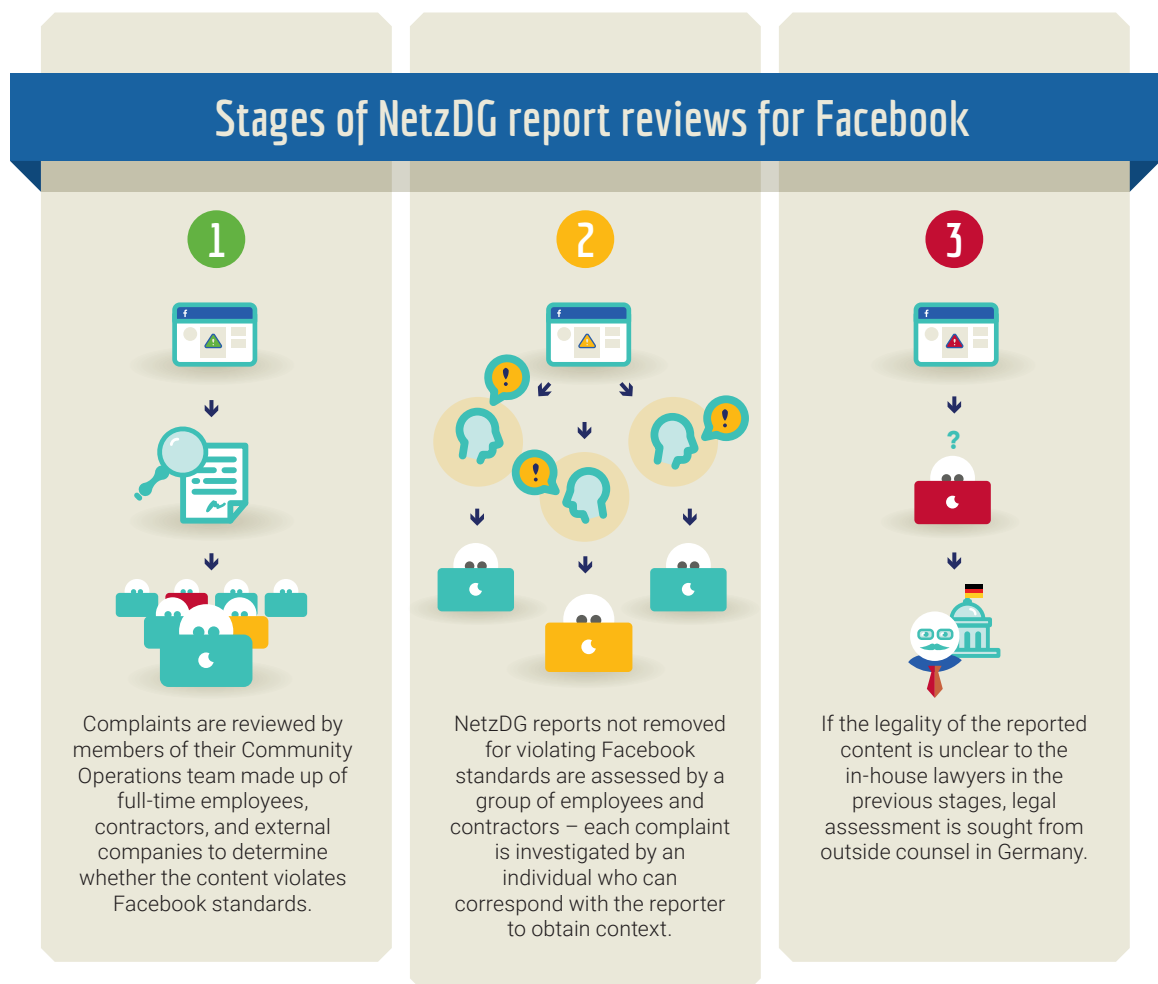 Stages of NetzDG report reviews for Facebook
1
2
3
f
f
f
!
!
!
!
!
!
?
Complaints are reviewed by
members of their Community
Operations team made up of
full-time employees,
contractors, and external
companies to determine
whether the content violates
Facebook standards.
NetzDG reports not removed
for violating Facebook
standards are assessed by a
group of employees and
contractors – each complaint
is investigated by an
individual who can
correspond with the reporter
to obtain context.
If the legality of the reported
content is unclear to the
in-house lawyers in the
previous stages, legal
assessment is sought from
outside counsel in Germany.